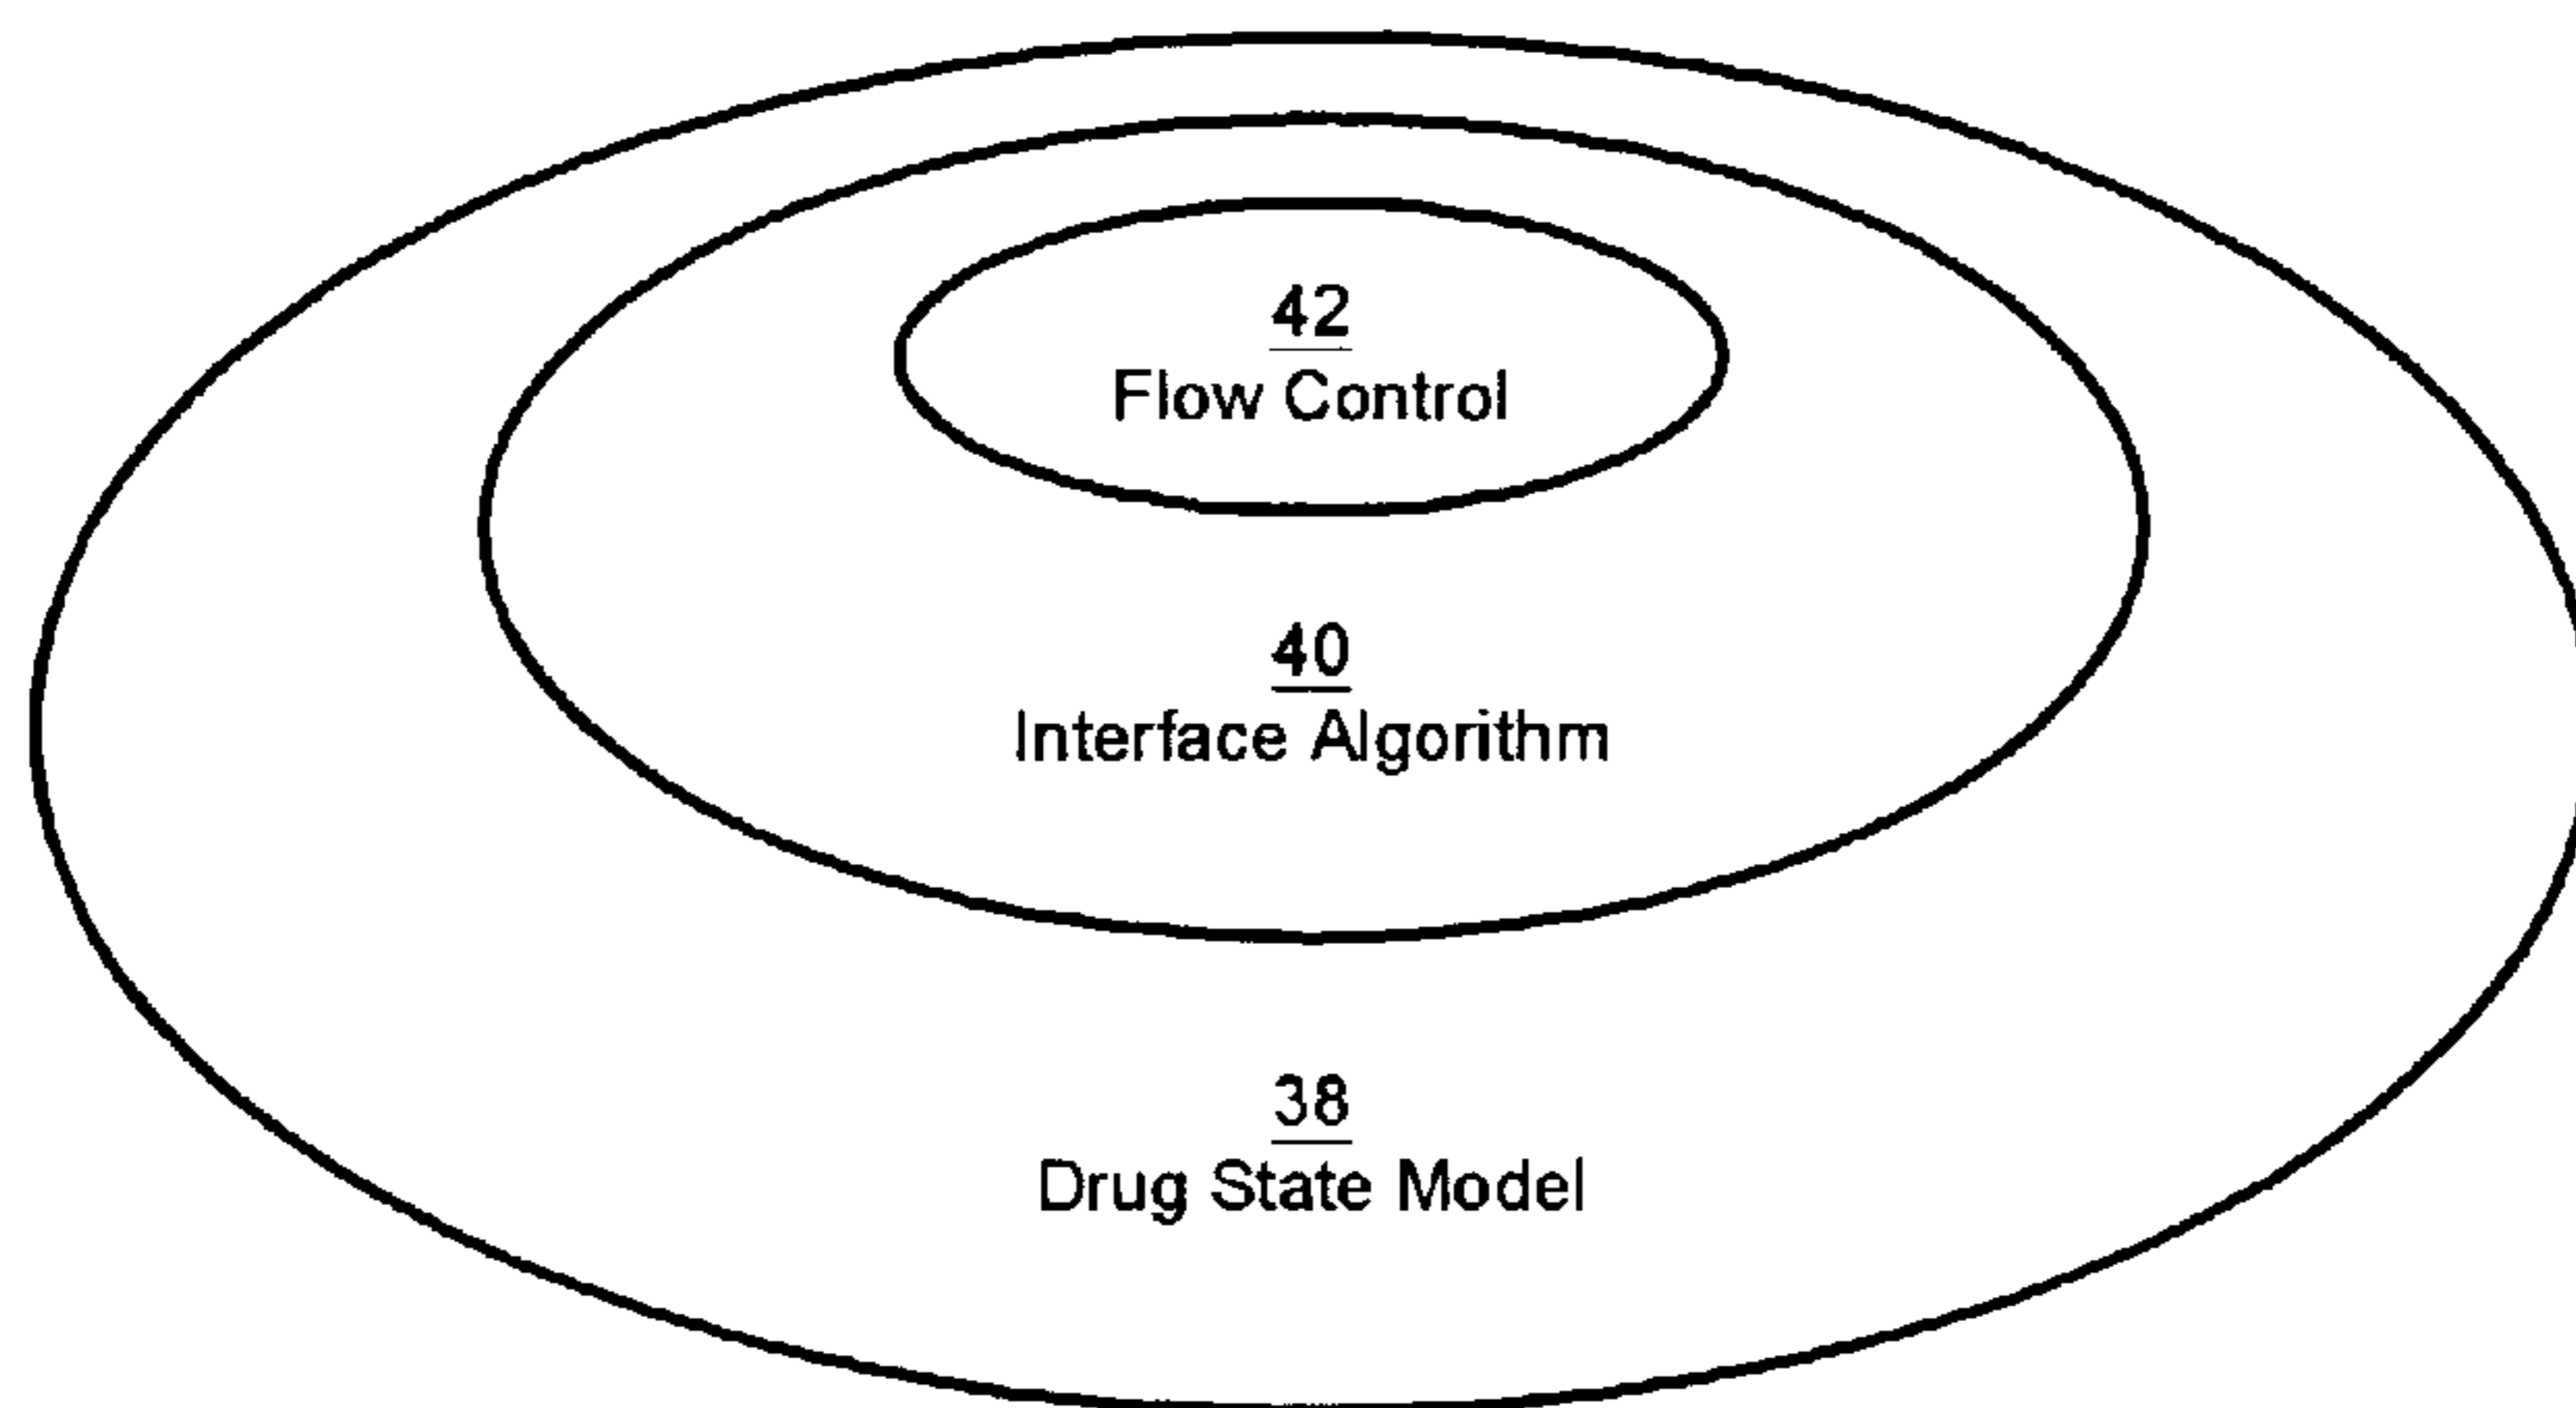 42
Flow Control
40
Interface Algorithm
38
Drug State Model